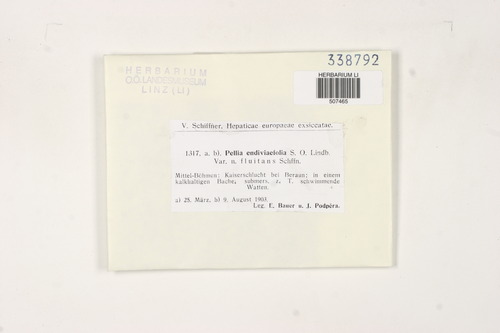 338792
HERBARIUM
OÖ. LANDESMUSEUM
LINZ (LI)
HERBARIUM LI
507465
V. Schiffner, Hepaticae europaeae exsiccatae.
1317. a. b). Pellia endiviaefolia S. O. Lindb.
Var. n. fluitans Schffn.
Mittel-Böhmen: Kaiserschlucht bei Beraun; in einem
kalkhaltigen Bache, submers, z. T. schwimmende
Watten.
a) 25. März, b) 9. August 1903.
Leg. E. Bauer u. J. Podpěra.